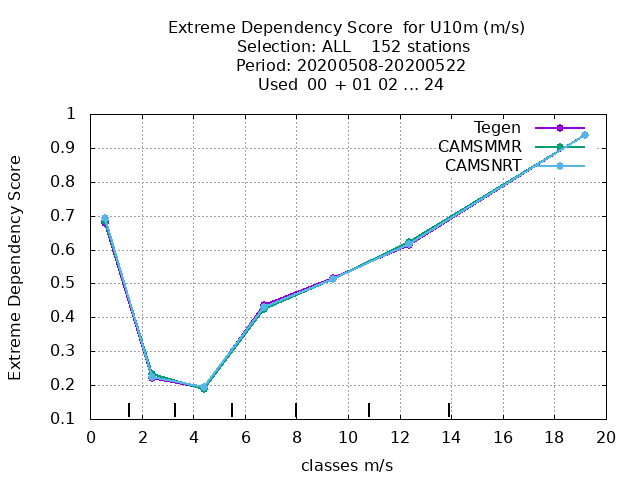 Extreme Dependency Score  for U10m (m/s)
Selection: ALL    152 stations
Period: 20200508-20200522
Used  00  + 01 02 ... 24
Extreme Dependency Score
1
0.9
0.8
0.7
0.6
0.5
0.4
0.3
0.2
0.1
Tegen
CAMSMMR
CAMSNRT
0 2 4 6 8 10 12 14 16 18 20
classes m/s